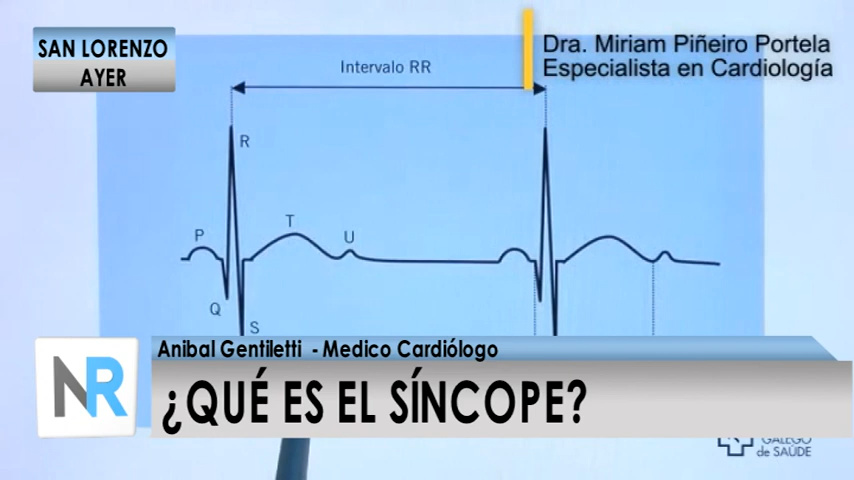 SAN LORENZO
AYER
Dra. Miriam Piñeiro Portela
Especialista en Cardiología
Intervalo RR
R
P
T
U
Q
S
Anibal Gentiletti - Medico Cardiólogo
NR
¿QUÉ ES EL SÍNCOPE?
GALEGO
de SAÚDE